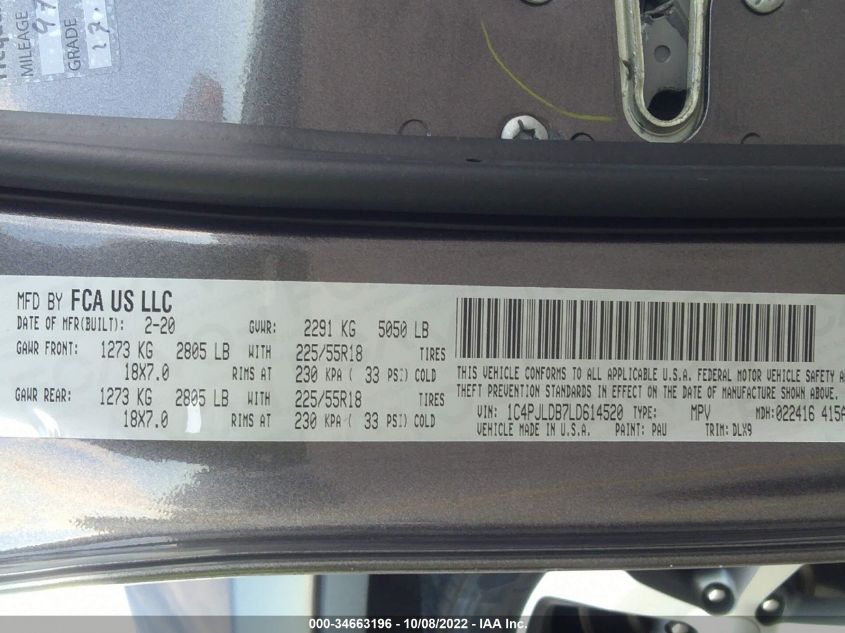 MILEAGE 97
GRADE 27.
MFD BY FCA US LLC
DATE OF MFR(BUILT): 2-20 GVWR: 2291 KG 5050 LB
GAWR FRONT: 1273 KG 2805 LB WITH 225/55R18 TIRES
18X7.0 RIMS AT 230 KPA ( 33 PSI) COLD
GAWR REAR: 1273 KG 2805 LB WITH 225/55R18 TIRES
18X7.0 RIMS AT 230 KPA ( 33 PSI) COLD
THIS VEHICLE CONFORMS TO ALL APPLICABLE U.S.A. FEDERAL MOTOR VEHICLE SAFETY
THEFT PREVENTION STANDARDS IN EFFECT ON THE DATE OF MANUFACTURE SHOWN ABOVE
VIN: 1C4PJLDB7LD614520 TYPE: MPV MDH: 022416 415A
VEHICLE MADE IN U.S.A. PAINT: PAU TRIM: DLX9
000-34663196 - 10/08/2022 - IAA Inc.